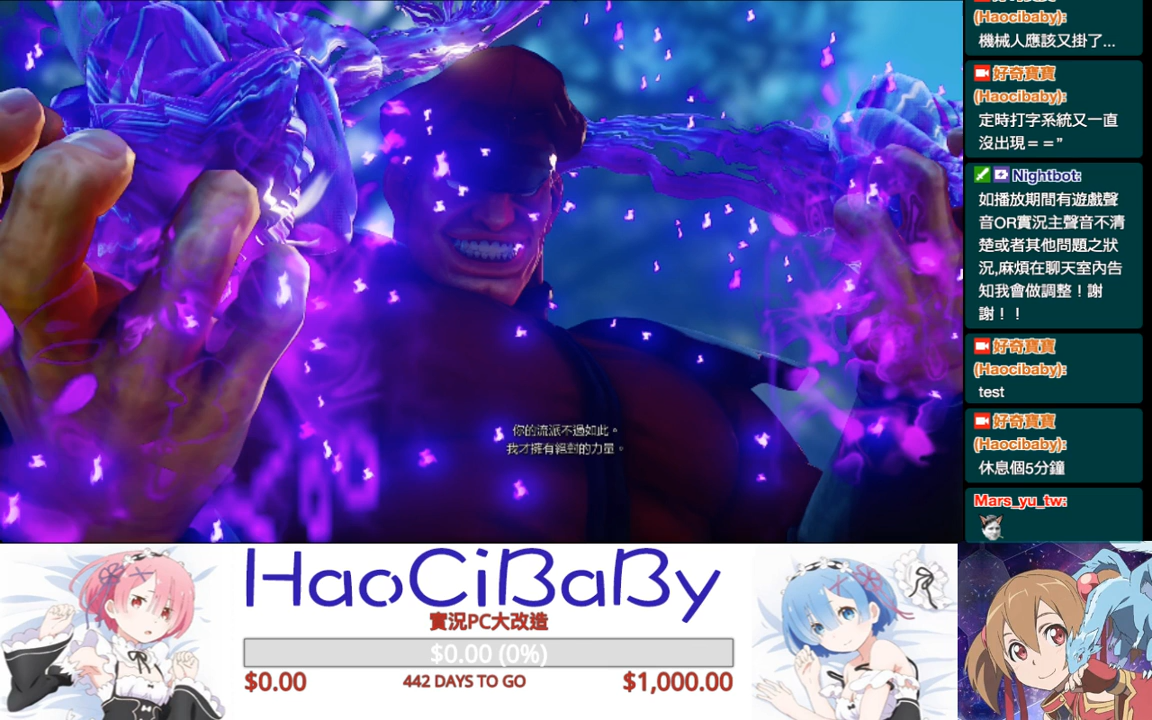 (Haocibaby):
機械人應該又掛了...
好奇寶寶
(Haocibaby):
定時打字系統又一直
沒出現＝＝”
Nightbot:
如播放期間有遊戲聲
音OR實況主聲音不清
楚或者其他問題之狀
況,麻煩在聊天室內告
知我會做調整！謝
謝！！
好奇寶寶
(Haocibaby):
test
好奇寶寶
(Haocibaby):
休息個5分鐘
Mars_yu_tw:
你的流派不過如此。
我才擁有絕對的力量。
HaoCiBaBy
實況PC大改造
$0.00 (0%)
$0.00 442 DAYS TO GO $1,000.00